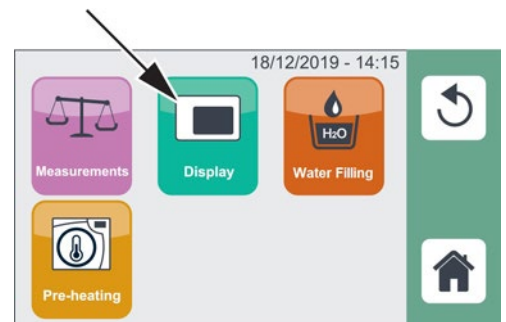 18/12/2019 - 14:15
H2O
Measurements
Display
Water Filling
Pre-heating